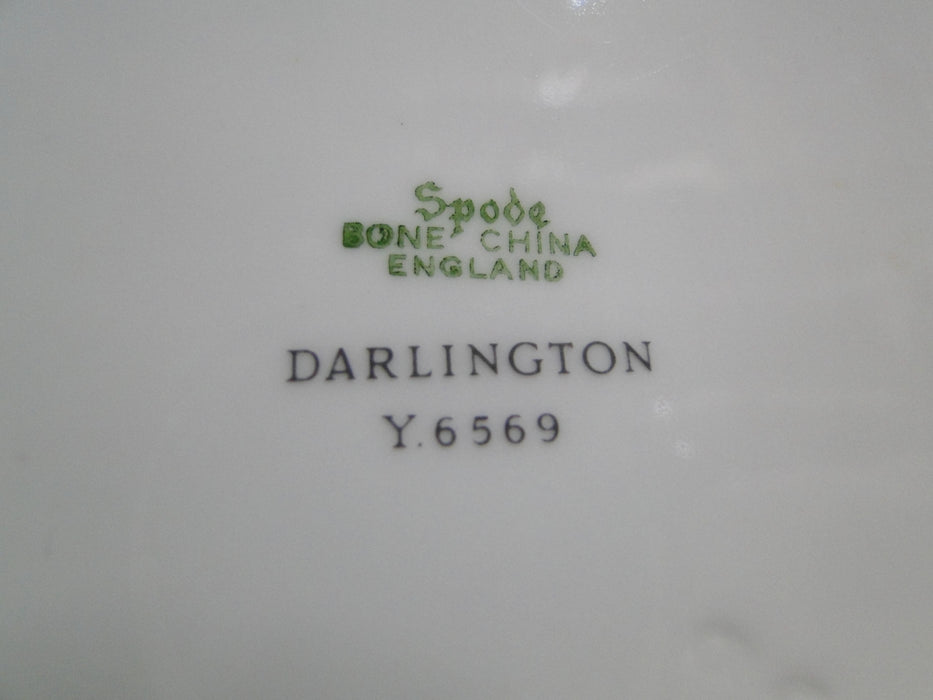 Spode
BONE CHINA
ENGLAND
DARLINGTON
Y.6569